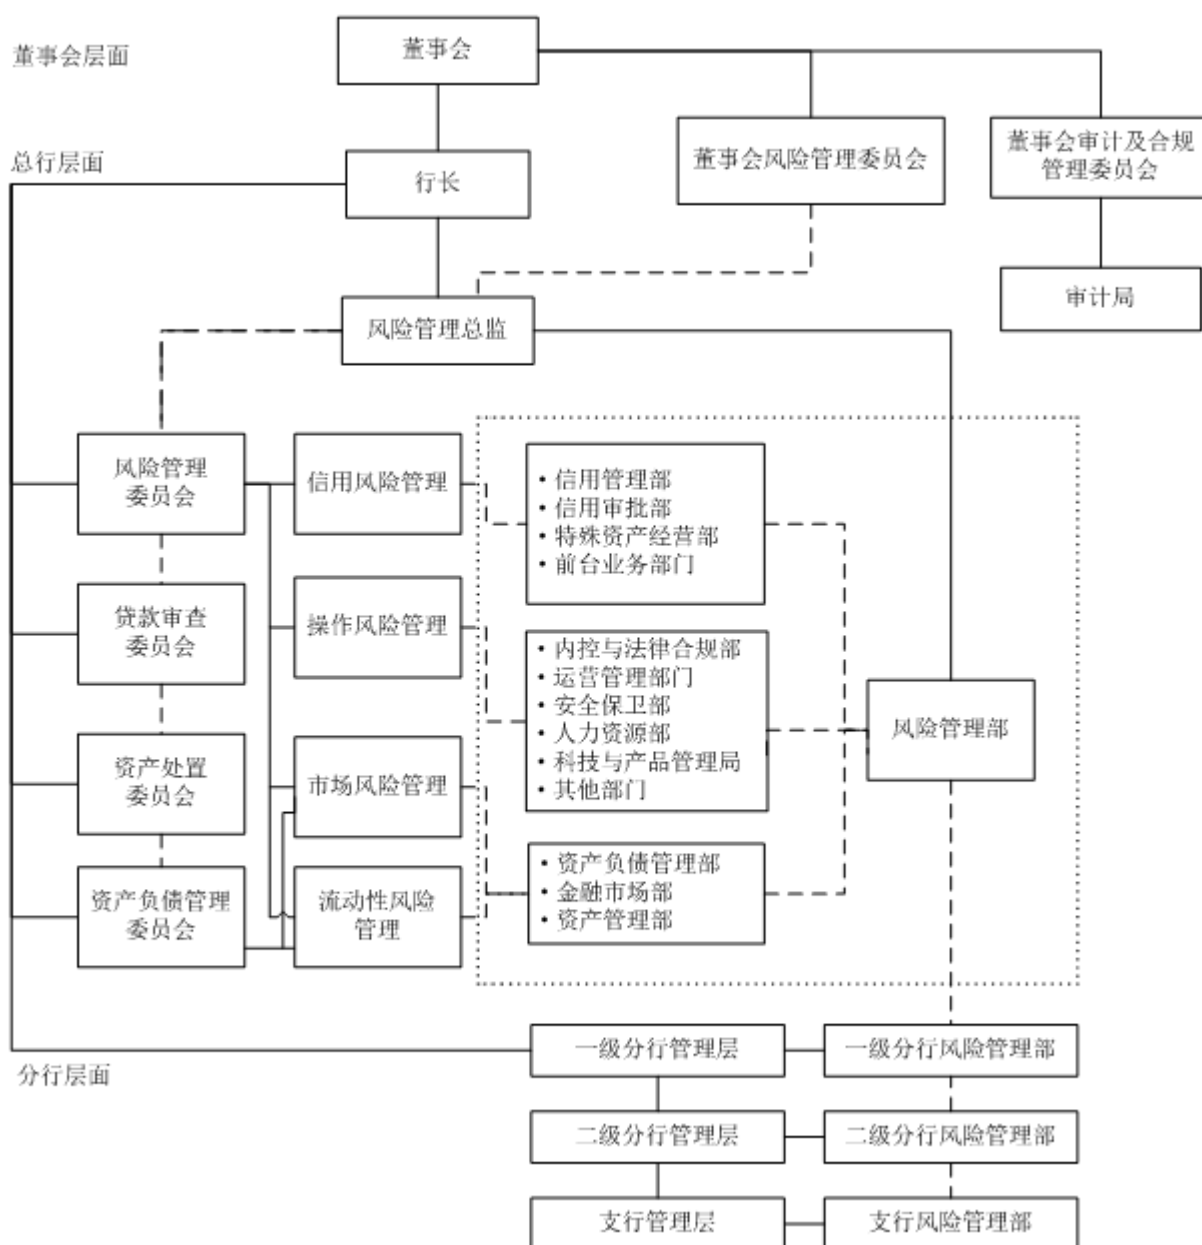 董事会层面
董事会
董事会风险管理委员会
董事会审计及合规
管理委员会
总行层面
行长
审计局
风险管理总监
风险管理
委员会
信用风险管理
• 信用管理部
• 信用审批部
• 特殊资产经营部
• 前台业务部门
贷款审查
委员会
操作风险管理
• 内控与法律合规部
• 运营管理部门
• 安全保卫部
• 人力资源部
• 科技与产品管理局
• 其他部门
风险管理部
资产处置
委员会
市场风险管理
资产负债管理
委员会
流动性风险
管理
• 资产负债管理部
• 金融市场部
• 资产管理部
分行层面
一级分行管理层
一级分行风险管理部
二级分行管理层
二级分行风险管理部
支行管理层
支行风险管理部